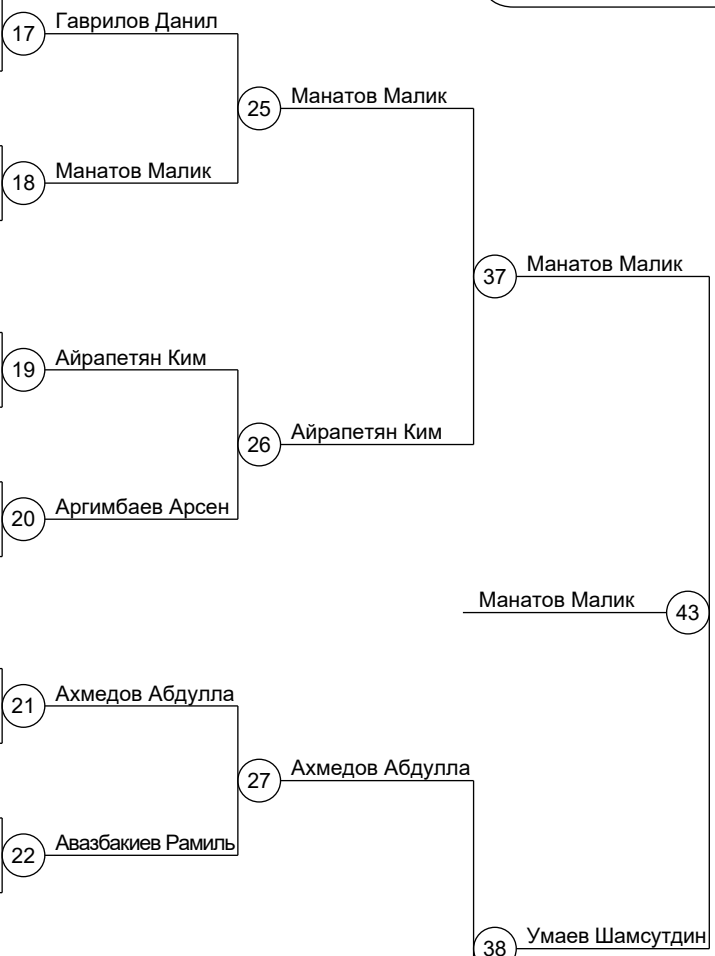 17 Гаврилов Данил
25 Манатов Малик
18 Манатов Малик
37 Манатов Малик
19 Айрапетян Ким
26 Айрапетян Ким
20 Аргимбаев Арсен
Манатов Малик 43
21 Ахмедов Абдулла
27 Ахмедов Абдулла
22 Авазбакиев Рамиль
38 Умаев Шамсутдин